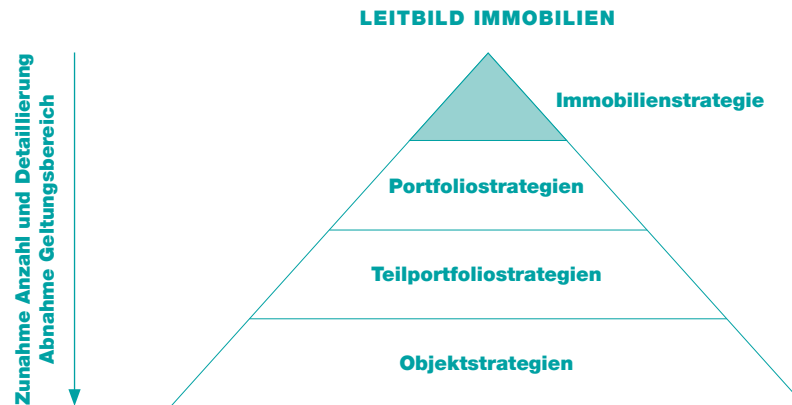 LEITBILD IMMOBILIEN
Immobilienstrategie
Portfoliostrategien
Teilportfoliostrategien
Objektstrategien
Zunahme Anzahl und Detaillierung
Abnahme Geltungsbereich